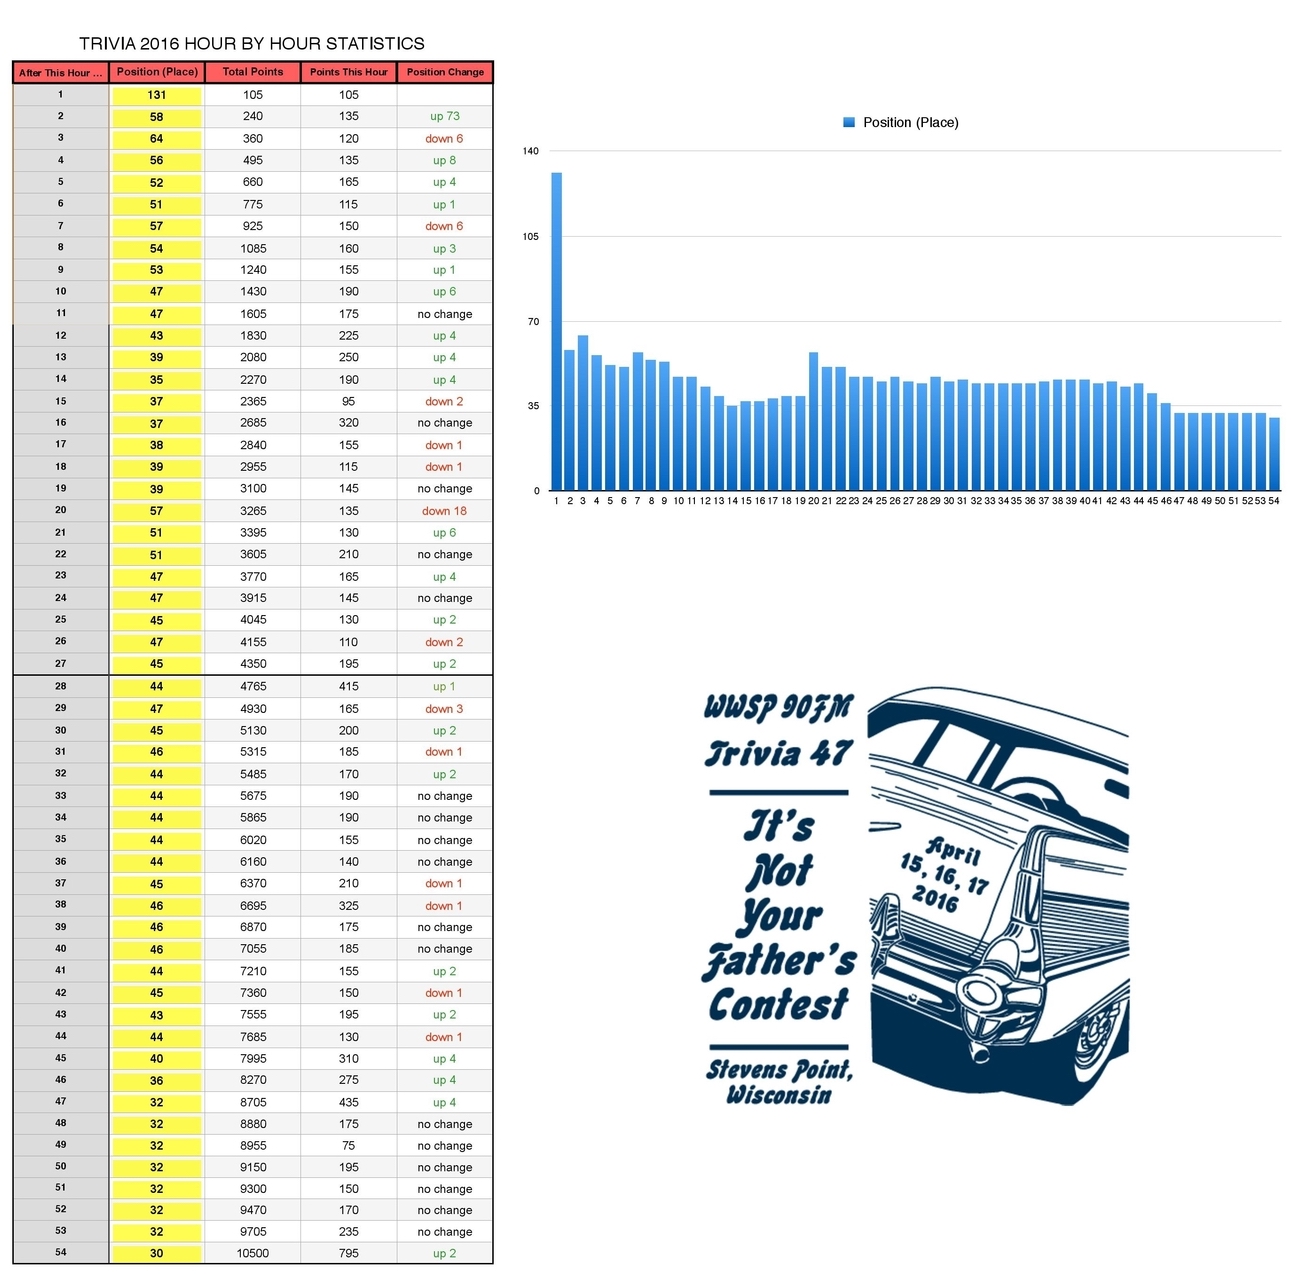 TRIVIA 2016 HOUR BY HOUR STATISTICS
After This Hour ... Position (Place) Total Points Points This Hour Position Change
1 131 105 105
2 58 240 135 up 73
3 64 360 120 down 6
4 56 495 135 up 8
5 52 660 165 up 4
6 51 775 115 up 1
7 57 925 150 down 6
8 54 1085 160 up 3
9 53 1240 155 up 1
10 47 1430 190 up 6
11 47 1605 175 no change
12 43 1830 225 up 4
13 39 2080 250 up 4
14 35 2270 190 up 4
15 37 2365 95 down 2
16 37 2685 320 no change
17 38 2840 155 down 1
18 39 2955 115 down 1
19 39 3100 145 no change
20 57 3265 135 down 18
21 51 3395 130 up 6
22 51 3605 210 no change
23 47 3770 165 up 4
24 47 3915 145 no change
25 45 4045 130 up 2
26 47 4155 110 down 2
27 45 4350 195 up 2
28 44 4765 415 up 1
29 47 4930 165 down 3
30 45 5130 200 up 2
31 46 5315 185 down 1
32 44 5485 170 up 2
33 44 5675 190 no change
34 44 5865 190 no change
35 44 6020 155 no change
36 44 6160 140 no change
37 45 6370 210 down 1
38 46 6695 325 down 1
39 46 6870 175 no change
40 46 7055 185 no change
41 44 7210 155 up 2
42 45 7360 150 down 1
43 43 7555 195 up 2
44 44 7685 130 down 1
45 40 7995 310 up 4
46 36 8270 275 up 4
47 32 8705 435 up 4
48 32 8880 175 no change
49 32 8955 75 no change
50 32 9150 195 no change
51 32 9300 150 no change
52 32 9470 170 no change
53 32 9705 235 no change
54 30 10500 795 up 2
Position (Place)
140
105
70
35
0
1 2 3 4 5 6 7 8 9 10 11 12 13 14 15 16 17 18 19 20 21 22 23 24 25 26 27 28 29 30 31 32 33 34 35 36 37 38 39 40 41 42 43 44 45 46 47 48 49 50 51 52 53 54
WWSP 90FM
Trivia 47
It's
Not
Your
Father's
Contest
Stevens Point,
Wisconsin
April
15, 16, 17
2016